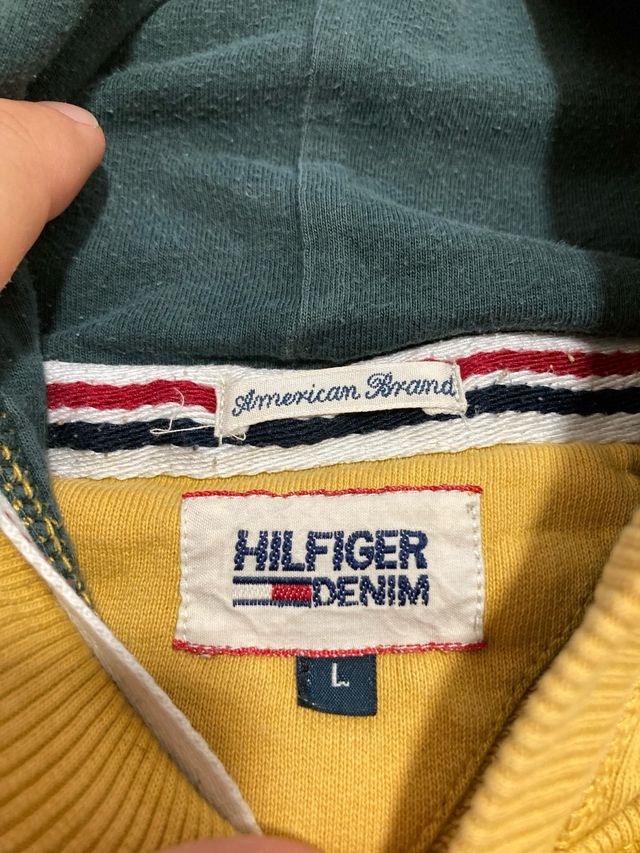 American Brand
HILFIGER
DENIM
L